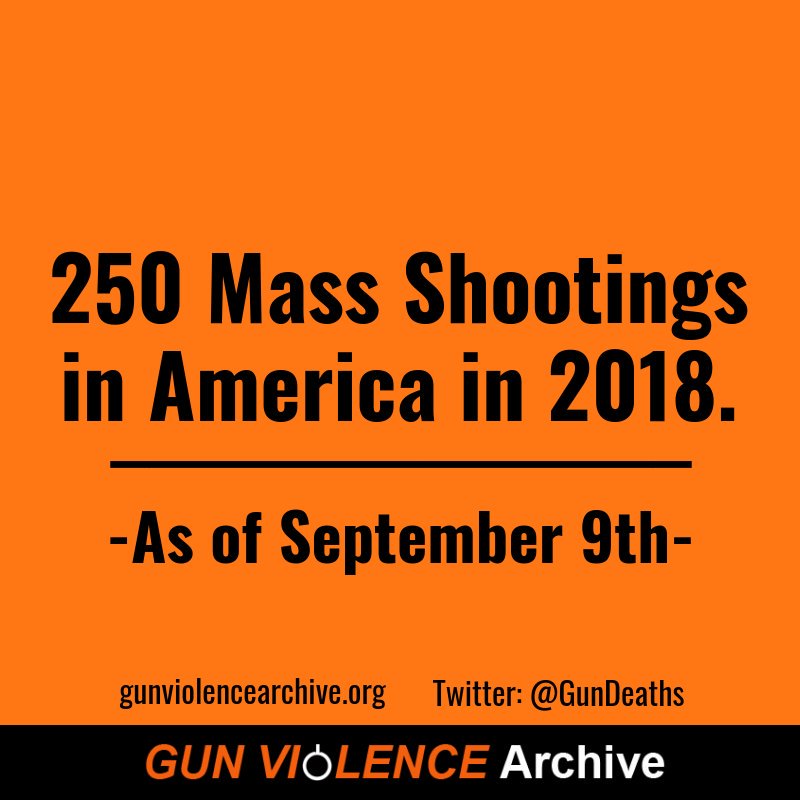 250 Mass Shootings
in America in 2018.
-As of September 9th-
gunviolencearchive.org Twitter: @GunDeaths
GUN VIOLENCE Archive